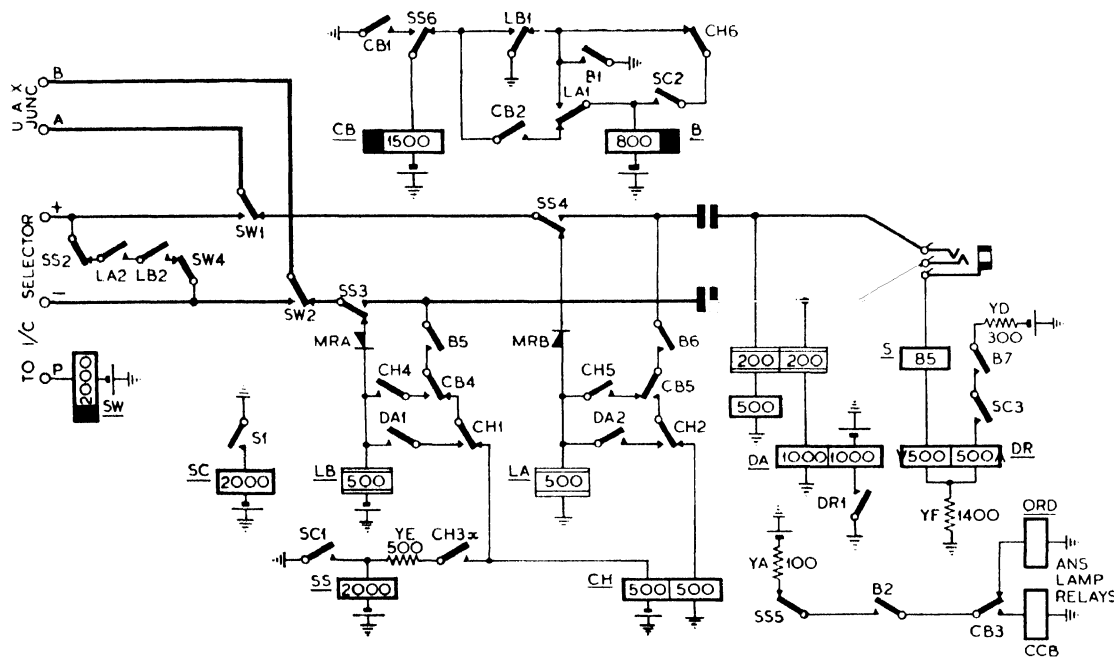 SS6
LB1
CH6
CB1
B1
SC2
LA1
CB2
CB
1500
800
B
U A X
JUNC
B
A
TO I/C SELECTOR
+
SW1
SS4
SS2
LA2
LB2
SW4
−
SW2
SS3
MRA
MRB
B5
B6
YD
300
S
85
B7
P
2000
SW
CH4
CB4
CH5
CB5
200
200
500
SC3
S1
DA1
CH1
DA2
CH2
SC
2000
LB
500
LA
500
DA
1000
1000
500
500
DR
DR1
YF
1400
SC1
YE
500
CH3x
SS
2000
CH
500
500
YA
100
ORD
ANS
LAMP
RELAYS
SS5
B2
CB3
CCB